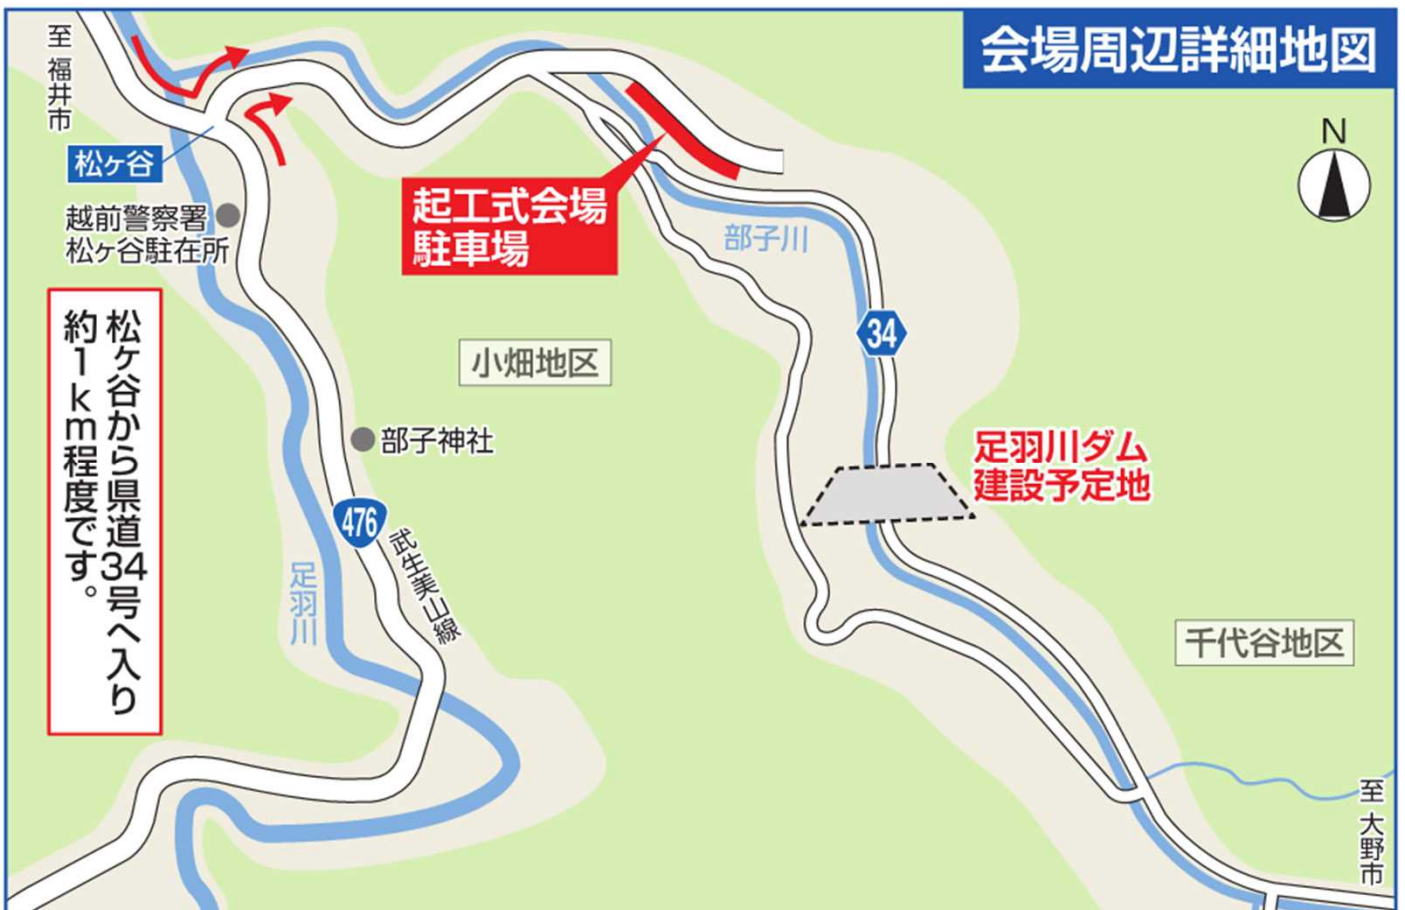 会場周辺詳細地図
至 福井市
N
松ヶ谷
越前警察署
松ヶ谷駐在所
起工式会場
駐車場
部子川
34
小畑地区
松ヶ谷から県道34号へ入り
約1km程度です。
部子神社
足羽川ダム
建設予定地
476
武生美山線
足羽川
千代谷地区
至 大野市